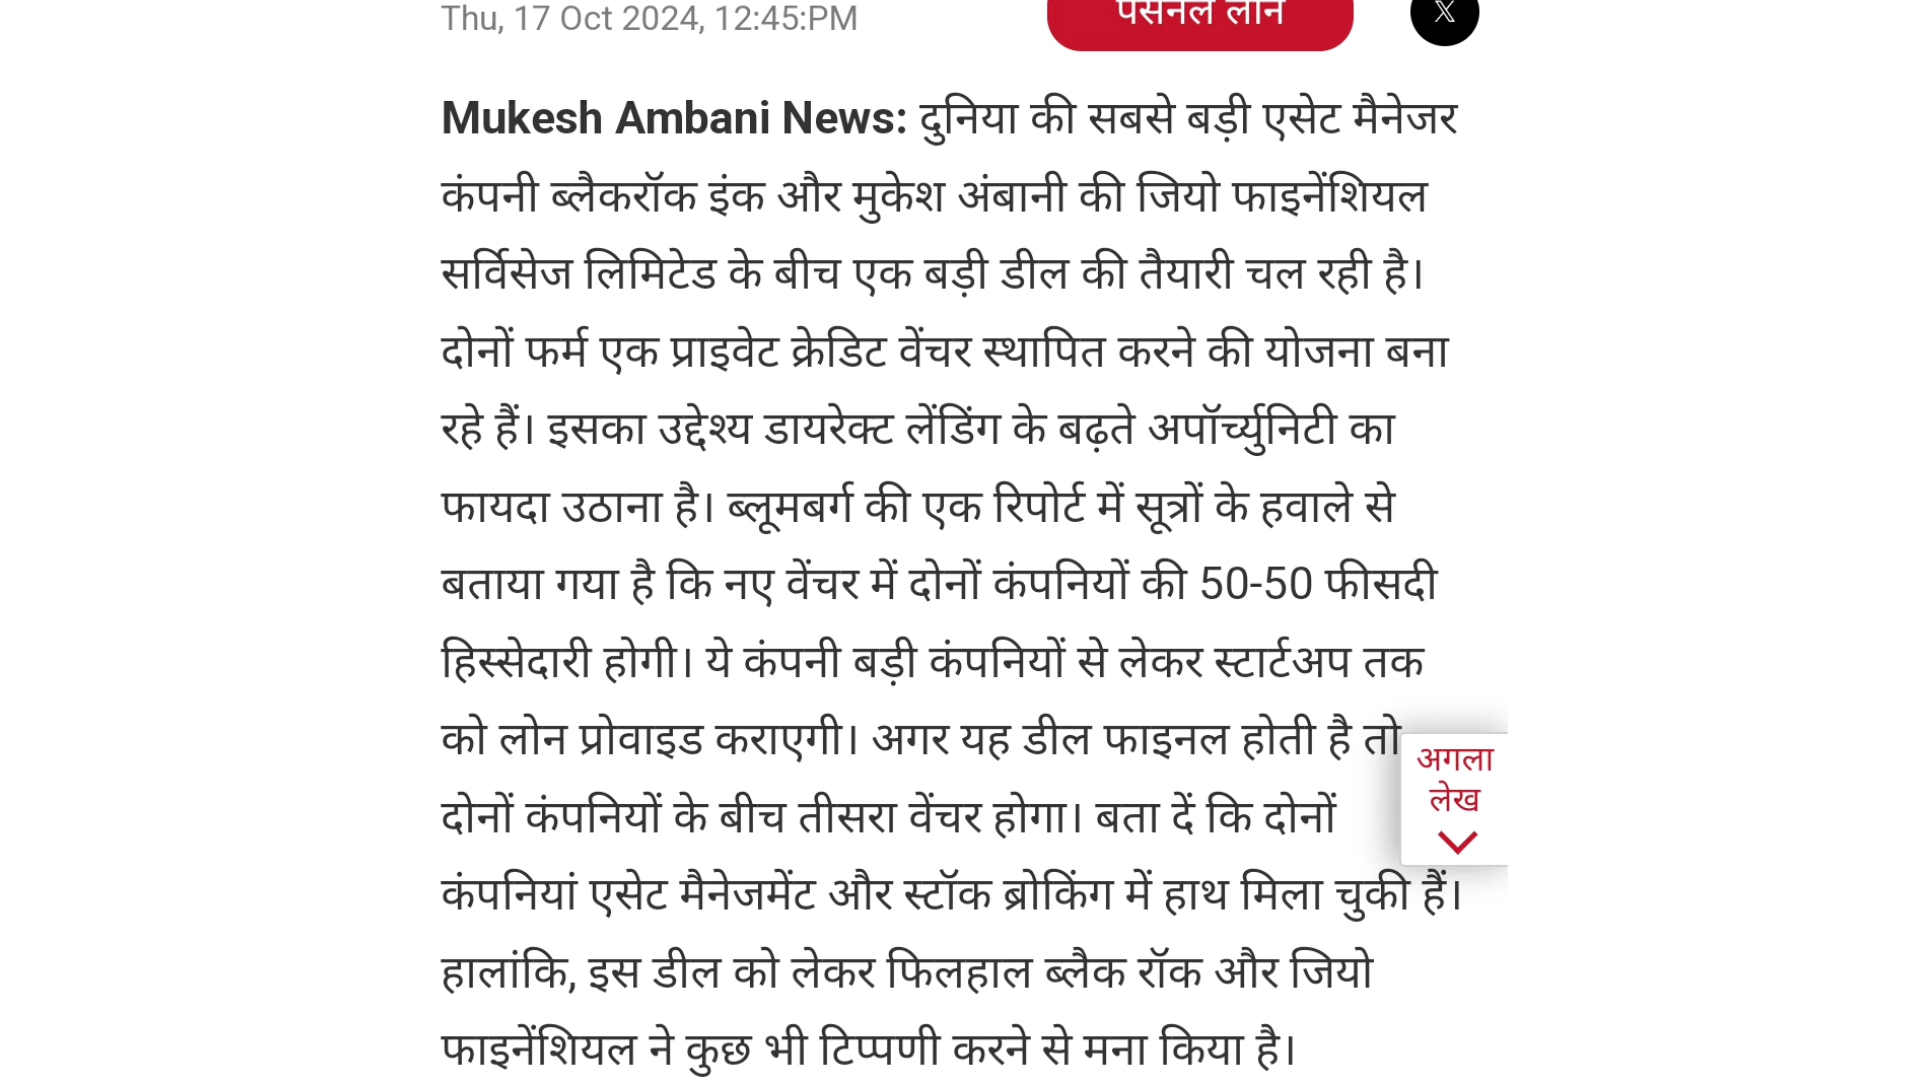 Thu, 17 Oct 2024, 12:45:PM
पर्सनल लोन
X
Mukesh Ambani News: दुनिया की सबसे बड़ी एसेट मैनेजर
कंपनी ब्लैकरॉक इंक और मुकेश अंबानी की जियो फाइनेंशियल
सर्विसेज लिमिटेड के बीच एक बड़ी डील की तैयारी चल रही है।
दोनों फर्म एक प्राइवेट क्रेडिट वेंचर स्थापित करने की योजना बना
रहे हैं। इसका उद्देश्य डायरेक्ट लेंडिंग के बढ़ते अपॉर्च्युनिटी का
फायदा उठाना है। ब्लूमबर्ग की एक रिपोर्ट में सूत्रों के हवाले से
बताया गया है कि नए वेंचर में दोनों कंपनियों की 50-50 फीसदी
हिस्सेदारी होगी। ये कंपनी बड़ी कंपनियों से लेकर स्टार्टअप तक
को लोन प्रोवाइड कराएगी। अगर यह डील फाइनल होती है तो
दोनों कंपनियों के बीच तीसरा वेंचर होगा। बता दें कि दोनों
कंपनियां एसेट मैनेजमेंट और स्टॉक ब्रोकिंग में हाथ मिला चुकी हैं।
हालांकि, इस डील को लेकर फिलहाल ब्लैक रॉक और जियो
फाइनेंशियल ने कुछ भी टिप्पणी करने से मना किया है।
अगला
लेख